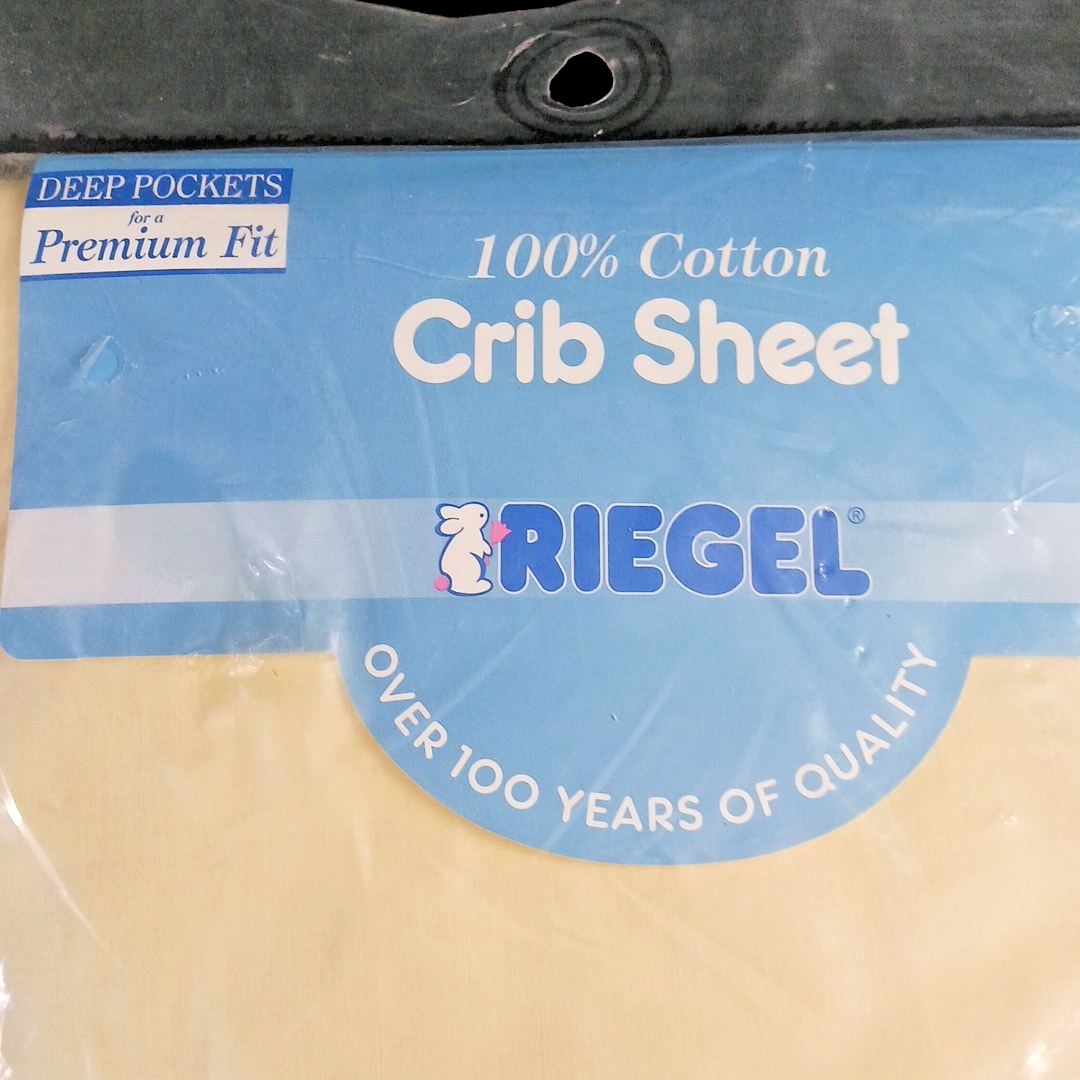 DEEP POCKETS
for a
Premium Fit
100% Cotton
Crib Sheet
RIEGEL®
OVER 100 YEARS OF QUALITY